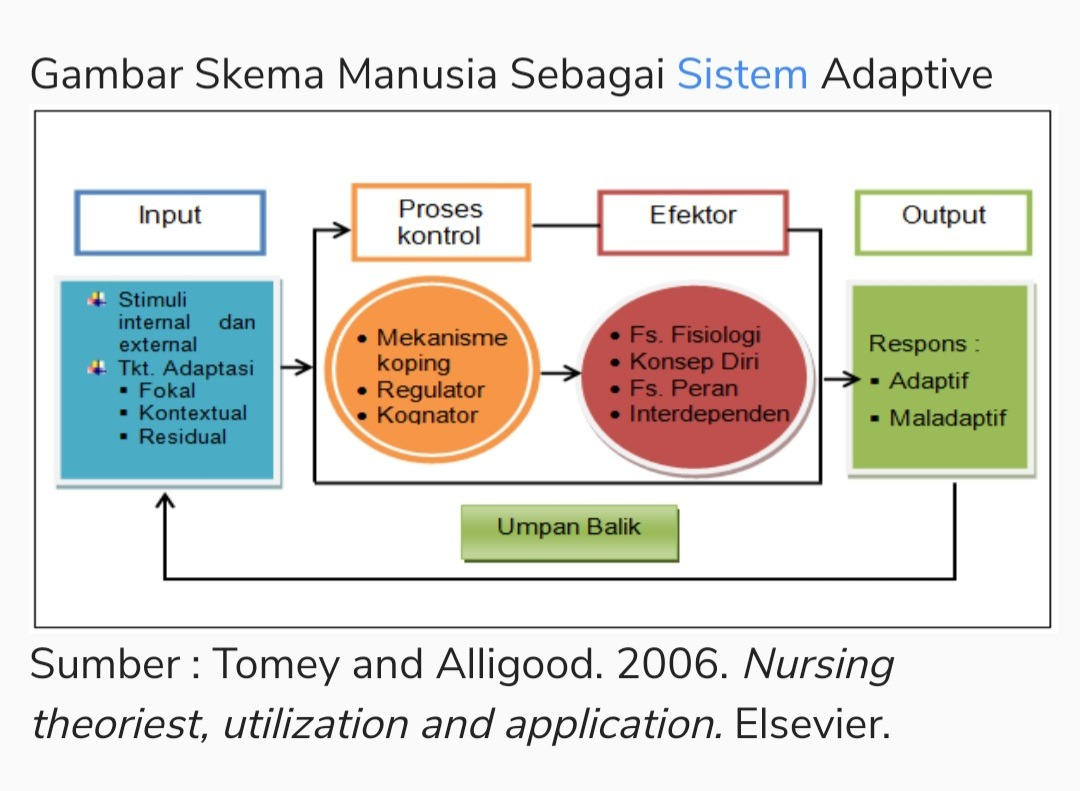 Gambar Skema Manusia Sebagai Sistem Adaptive
Input
Proses
kontrol
Efektor
Output
Stimuli
internal dan
external
Tkt. Adaptasi
Fokal
Kontextual
Residual
• Mekanisme
koping
• Regulator
• Kognator
• Fs. Fisiologi
• Konsep Diri
• Fs. Peran
• Interdependen
Respons :
▪ Adaptif
▪ Maladaptif
Umpan Balik
Sumber : Tomey and Alligood. 2006. Nursing
theoriest, utilization and application. Elsevier.